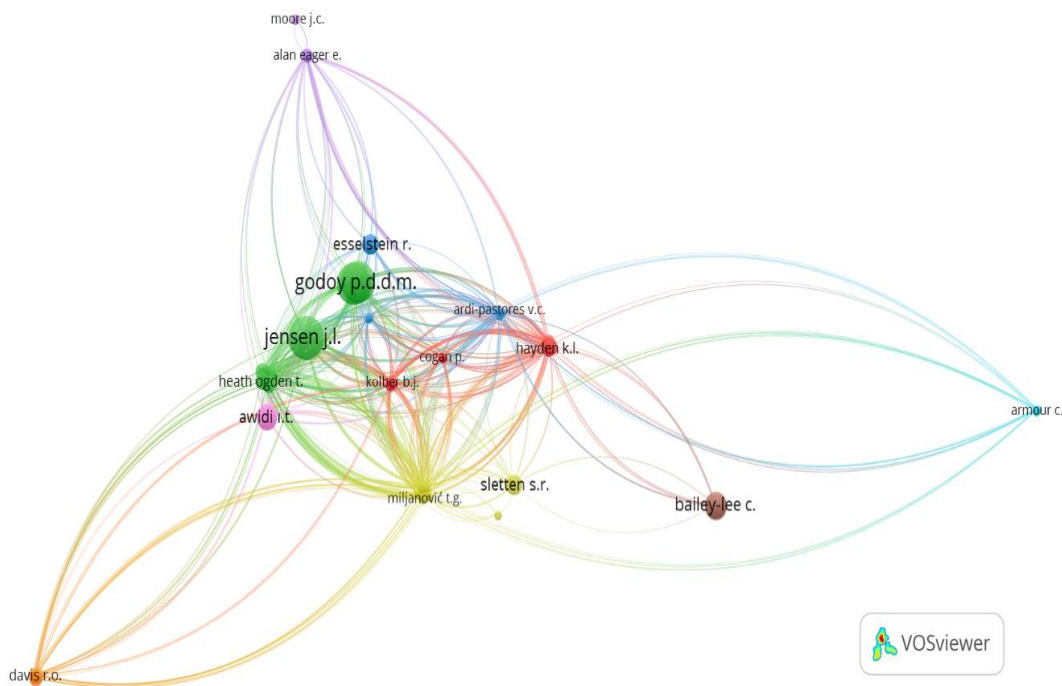 moore j.c.
alan eager e.
esselstein r.
godoy p.d.d.m.
ardi-pastores v.c.
jensen j.l.
hayden k.l.
cogan p.
heath ogden t.
kolber b.j.
awidi ı.t.
armour c.
sletten s.r.
miljanović t.g.
bailey-lee c.
VOSviewer
davis r.o.